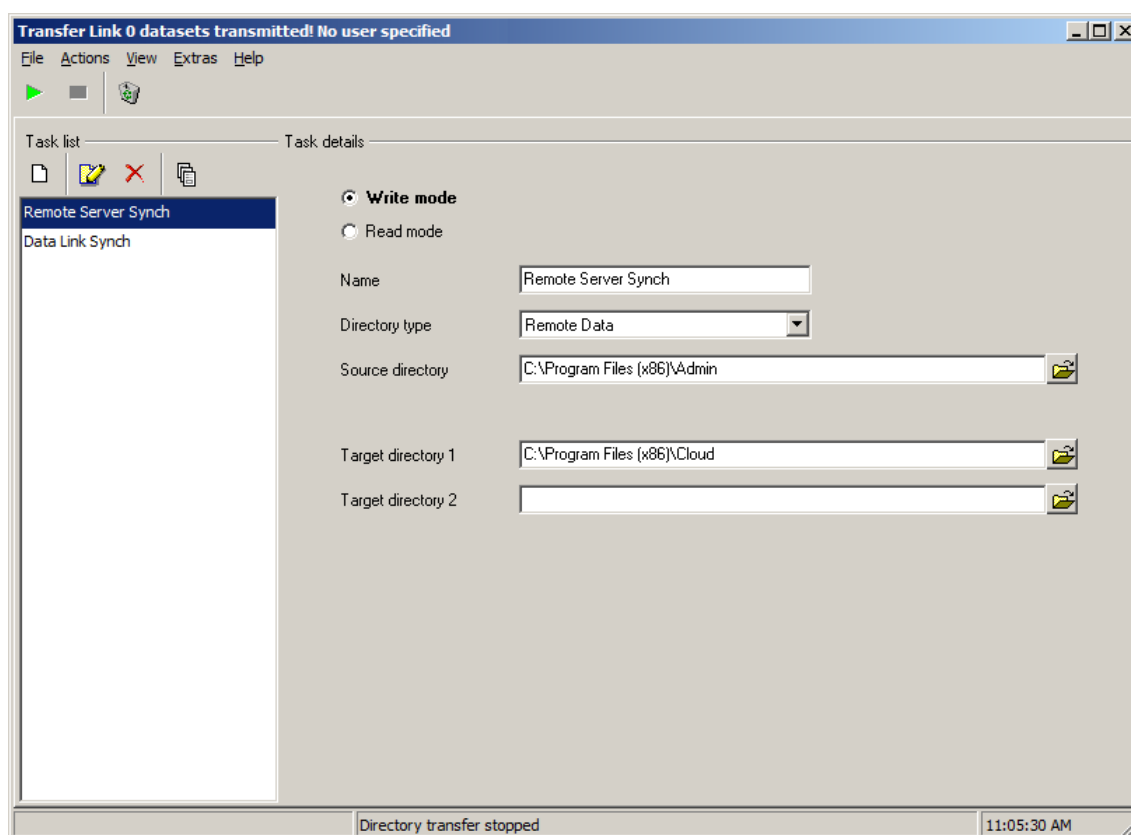 Transfer Link 0 datasets transmitted! No user specified
File Actions View Extras Help
Task list
Task details
Remote Server Synch
Data Link Synch
Write mode
Read mode
Name Remote Server Synch
Directory type Remote Data
Source directory C:\Program Files (x86)\Admin
Target directory 1 C:\Program Files (x86)\Cloud
Target directory 2
Directory transfer stopped 11:05:30 AM